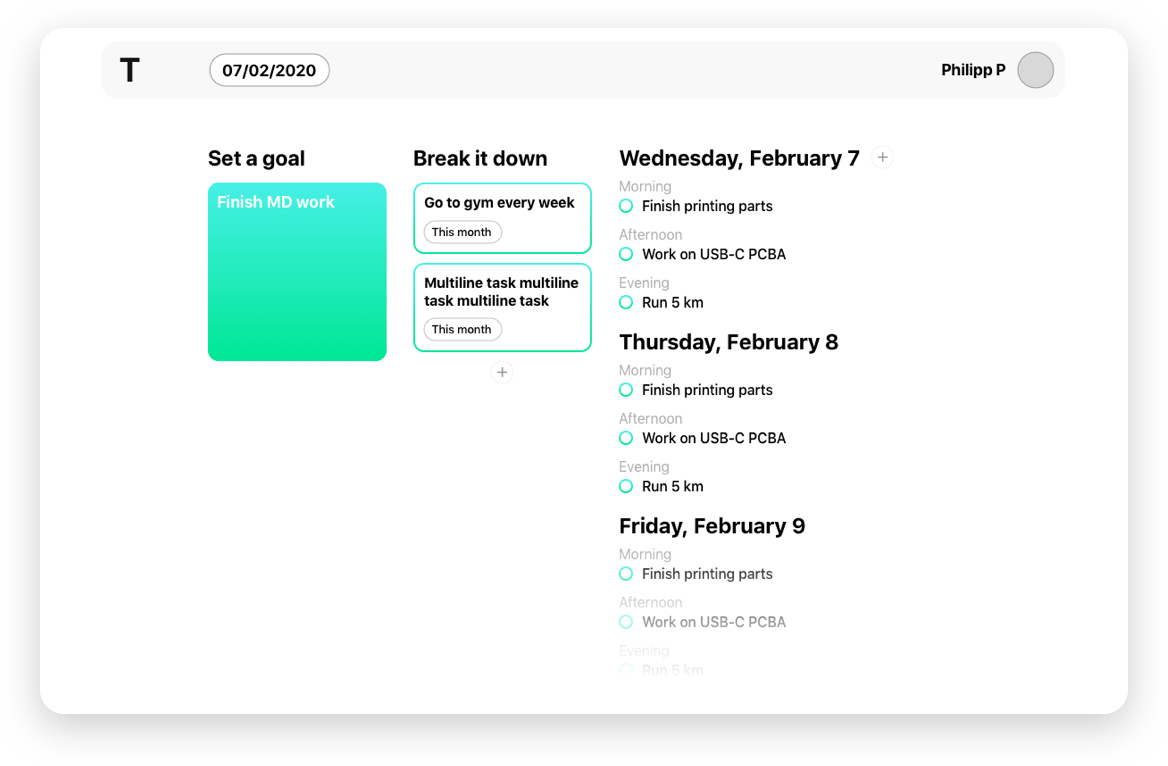 T
07/02/2020
Philipp P
Set a goal
Finish MD work
Break it down
Go to gym every week
This month
Multiline task multiline
task multiline task
This month
+
Wednesday, February 7 +
Morning
Finish printing parts
Afternoon
Work on USB-C PCBA
Evening
Run 5 km
Thursday, February 8
Morning
Finish printing parts
Afternoon
Work on USB-C PCBA
Evening
Run 5 km
Friday, February 9
Morning
Finish printing parts
Afternoon
Work on USB-C PCBA
Evening
Run 5 km